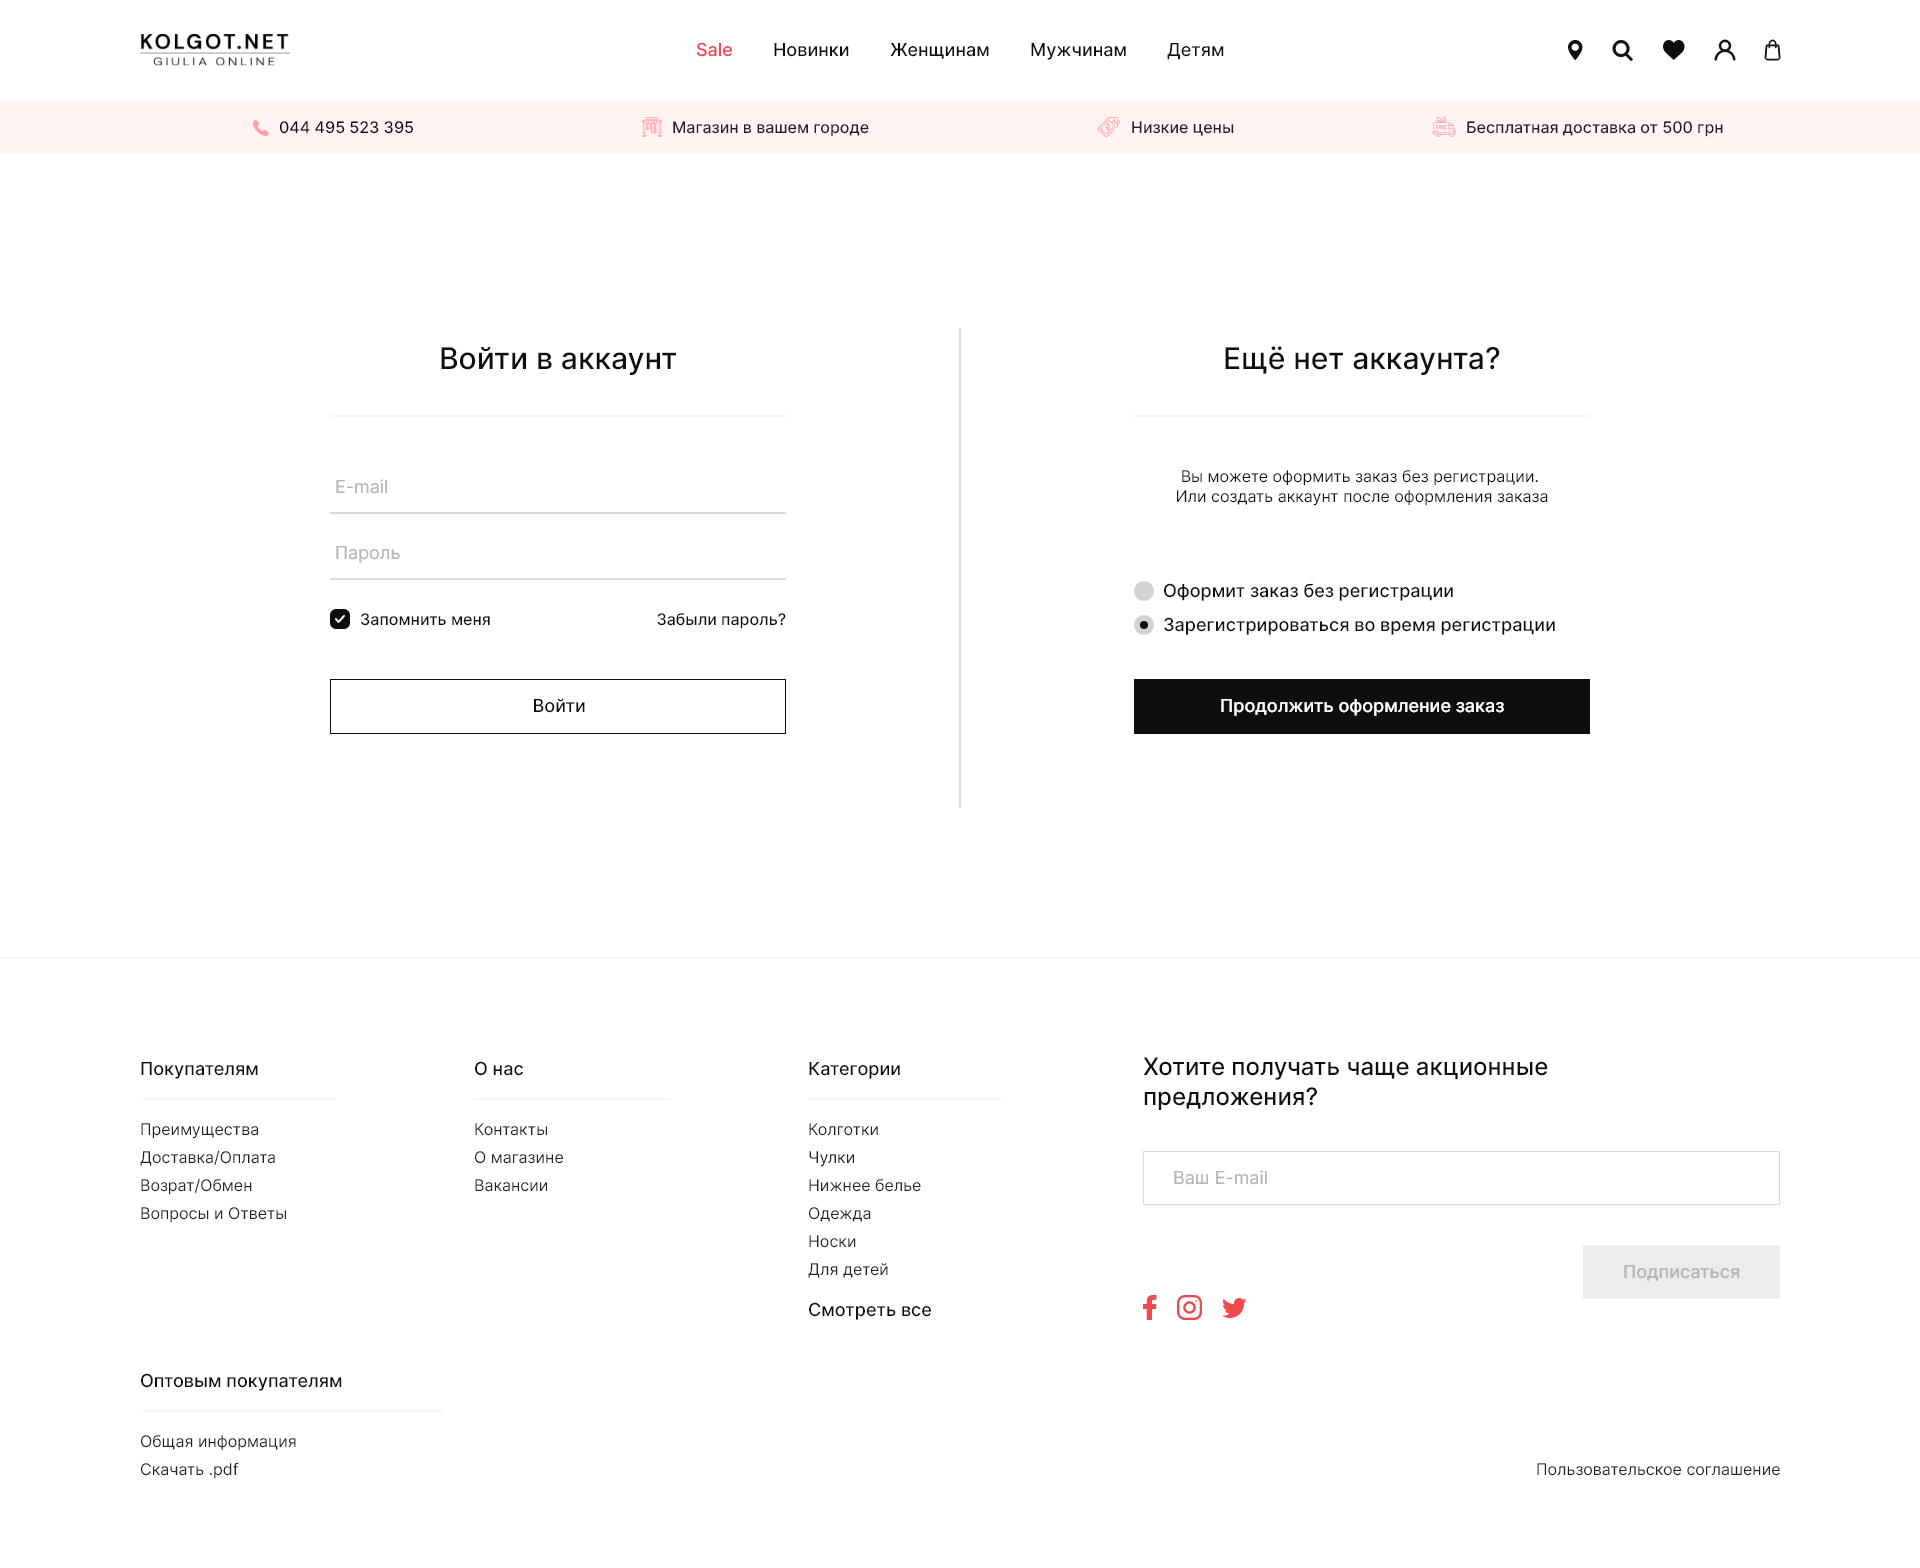 KOLGOT.NET
GIULIA ONLINE
Sale
Новинки
Женщинам
Мужчинам
Детям
044 495 523 395
Магазин в вашем городе
Низкие цены
Бесплатная доставка от 500 грн
Войти в аккаунт
E-mail
Пароль
Запомнить меня
Забыли пароль?
Войти
Ещё нет аккаунта?
Вы можете оформить заказ без регистрации.
Или создать аккаунт после оформления заказа
Оформит заказ без регистрации
Зарегистрироваться во время регистрации
Продолжить оформление заказ
Покупателям
Преимущества
Доставка/Оплата
Возрат/Обмен
Вопросы и Ответы
О нас
Контакты
О магазине
Вакансии
Категории
Колготки
Чулки
Нижнее белье
Одежда
Носки
Для детей
Смотреть все
Хотите получать чаще акционные
предложения?
Ваш E-mail
Подписаться
Оптовым покупателям
Общая информация
Скачать .pdf
Пользовательское соглашение